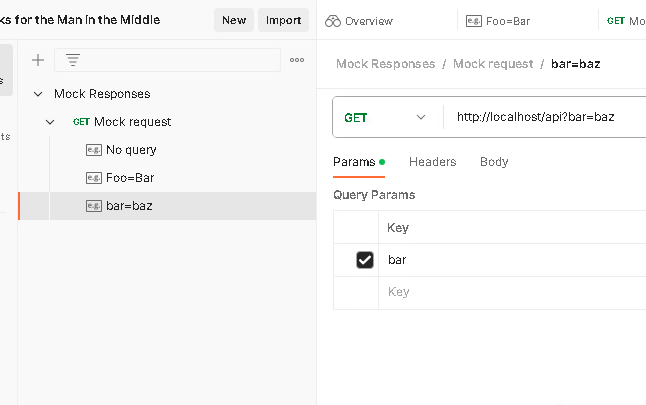 ks for the Man in the Middle
New
Import
Overview
e.g. Foo=Bar
GET Mo
Mock Responses / Mock request / bar=baz
s
Mock Responses
GET http://localhost/api?bar=baz
GET Mock request
ts
e.g. No query
Params Headers Body
e.g. Foo=Bar
Query Params
e.g. bar=baz
Key
bar
Key